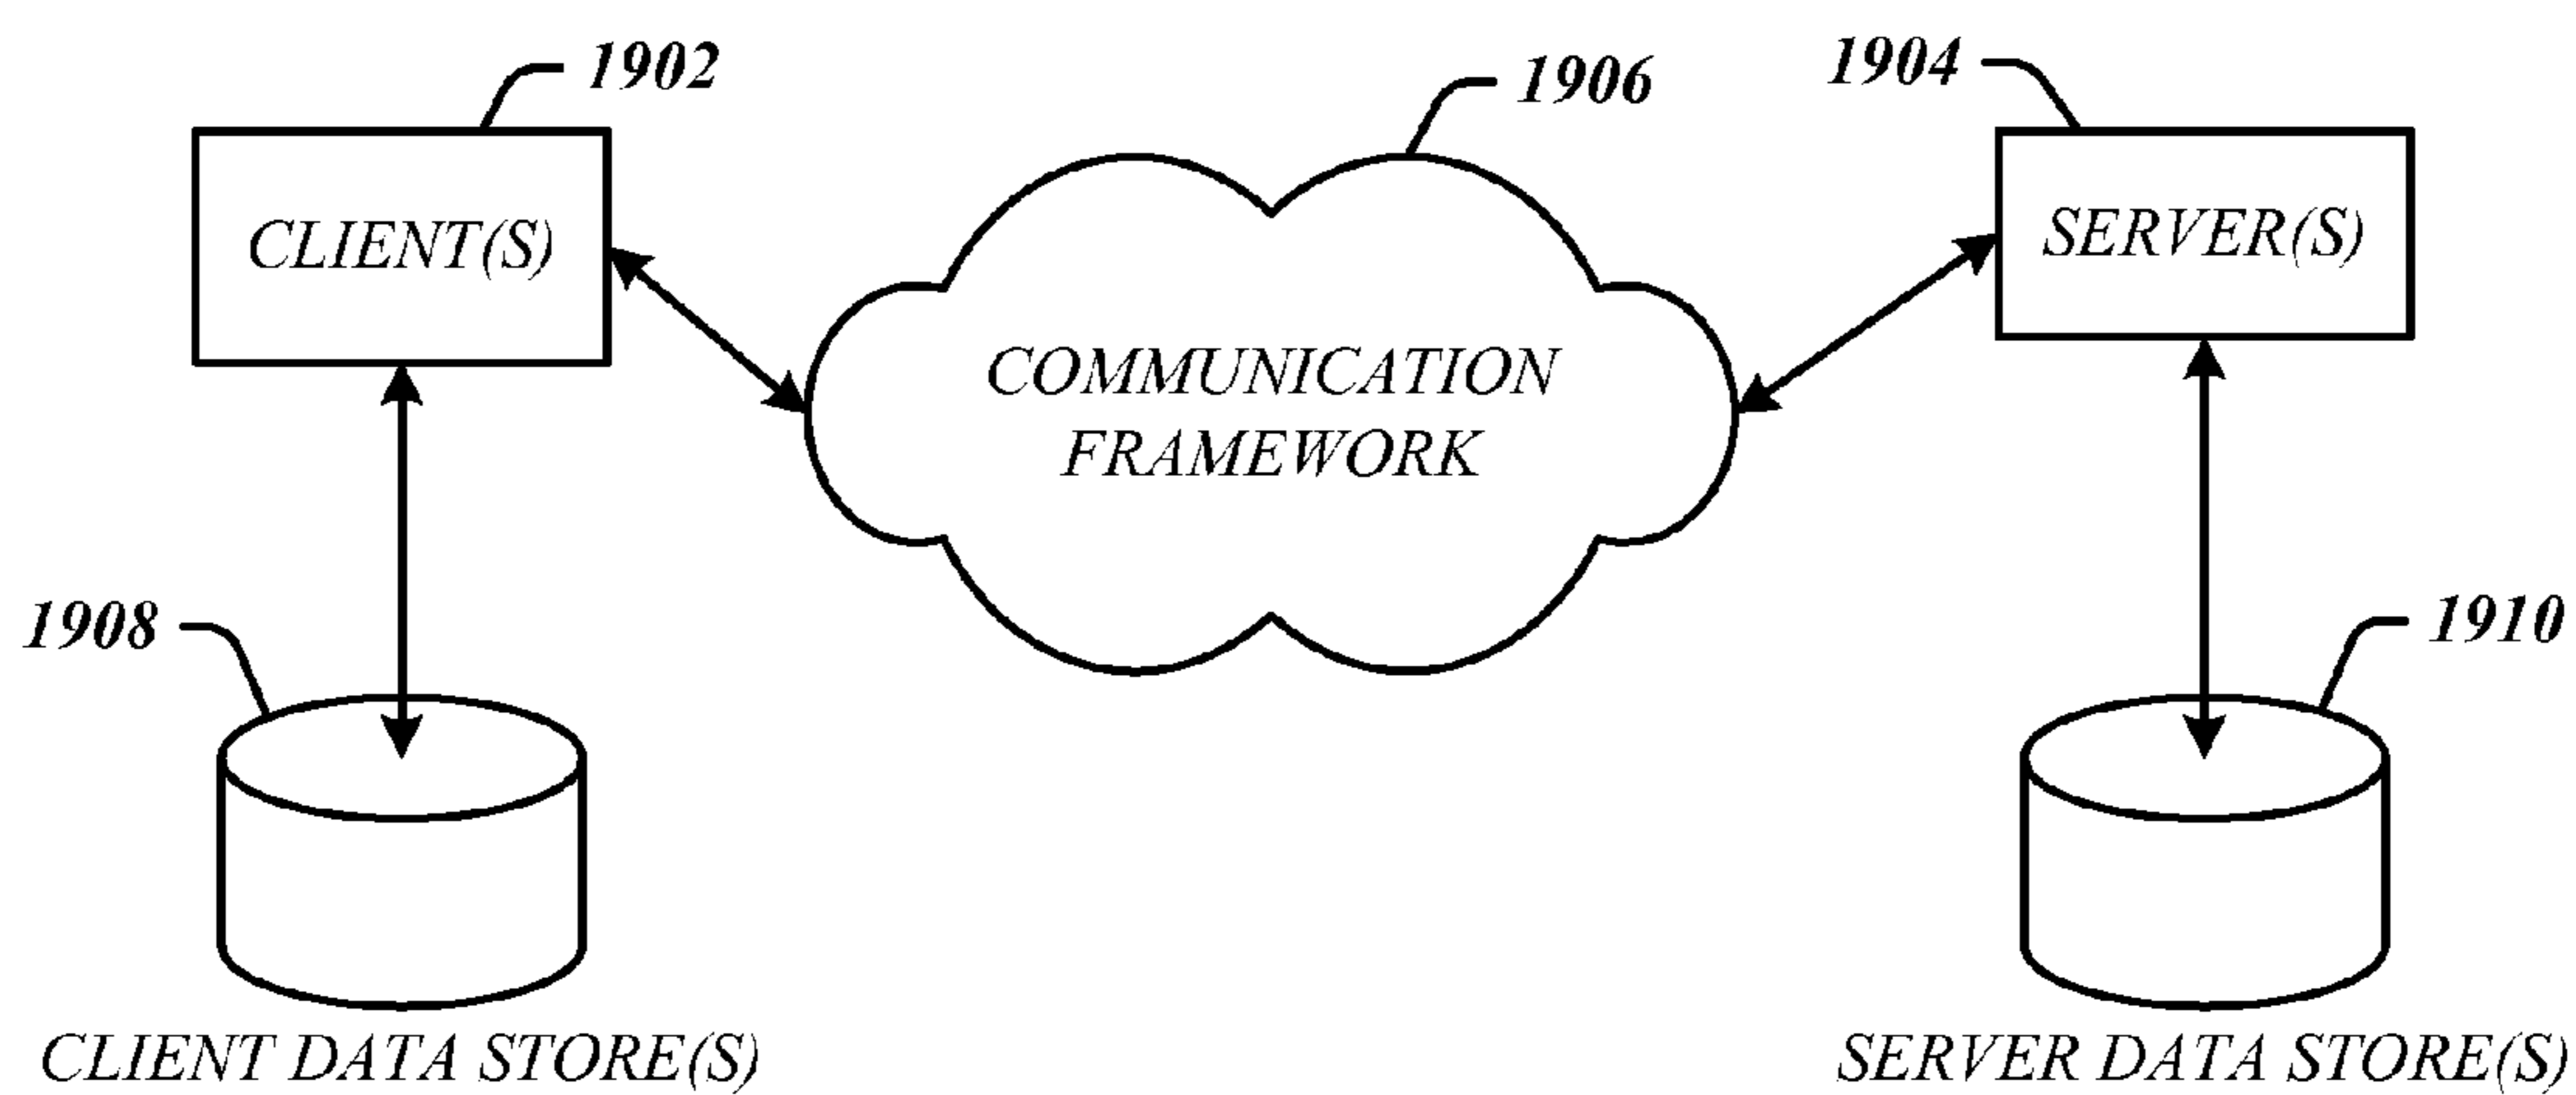 1902
1906
1904
CLIENT(S)
SERVER(S)
COMMUNICATION
FRAMEWORK
1908
1910
CLIENT DATA STORE(S)
SERVER DATA STORE(S)